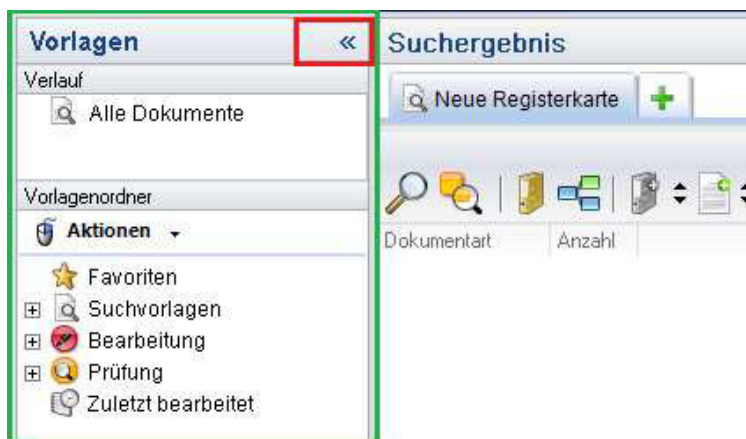 Vorlagen «
Verlauf
Alle Dokumente
Vorlagenordner
Aktionen
Favoriten
Suchvorlagen
Bearbeitung
Prüfung
Zuletzt bearbeitet
Suchergebnis
Neue Registerkarte
Dokumentart Anzahl